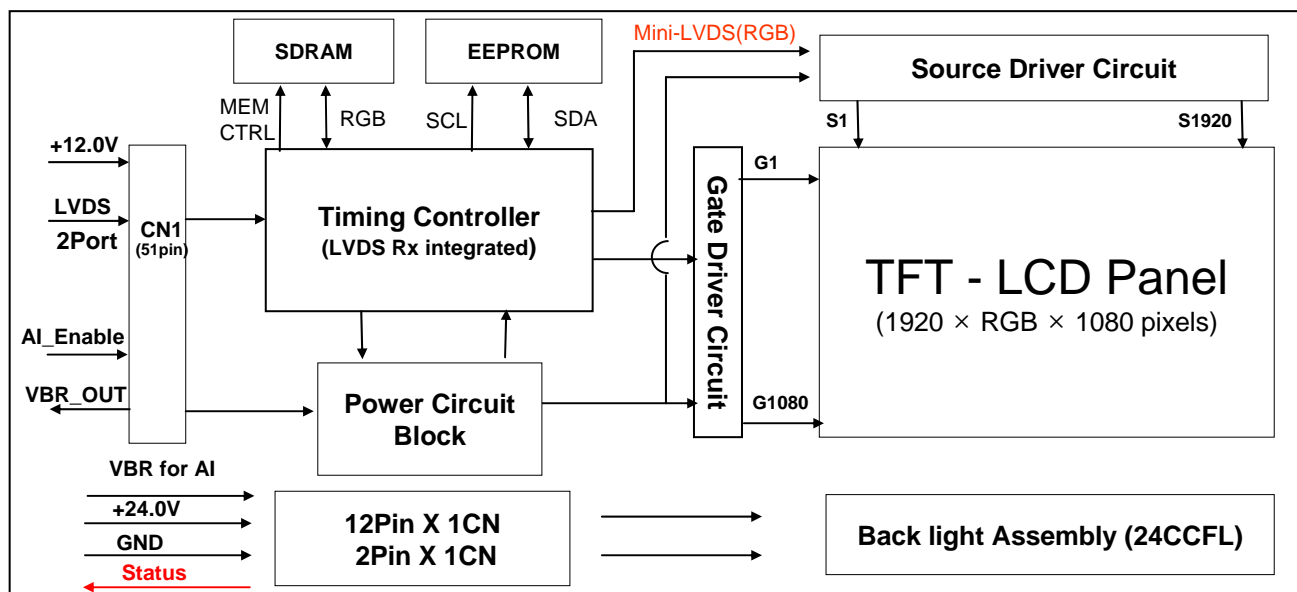 Mini-LVDS(RGB)
SDRAM
EEPROM
Source Driver Circuit
MEM
CTRL
RGB
SCL
SDA
S1
S1920
+12.0V
LVDS
2Port
CN1
(51pin)
Timing Controller
(LVDS Rx integrated)
Gate Driver Circuit
G1
TFT - LCD Panel
(1920 × RGB × 1080 pixels)
AI_Enable
VBR_OUT
Power Circuit
Block
G1080
VBR for AI
+24.0V
GND
Status
12Pin X 1CN
2Pin X 1CN
Back light Assembly (24CCFL)